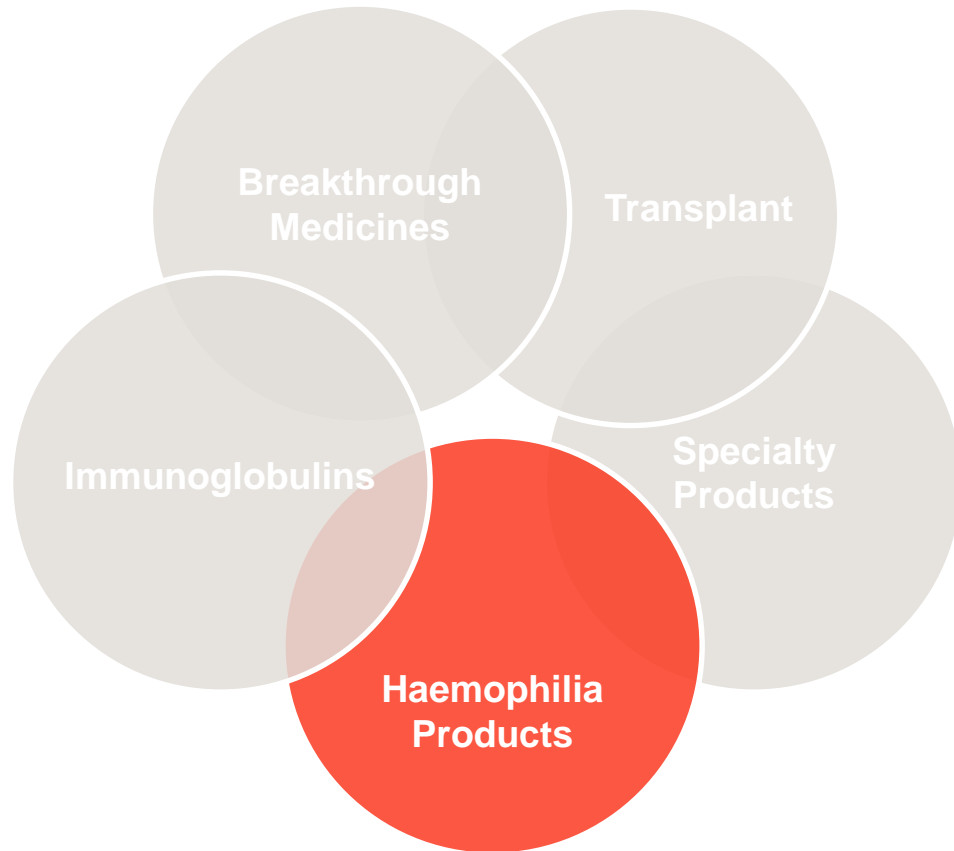 Breakthrough
Medicines
Transplant
Immunoglobulins
Specialty
Products
Haemophilia
Products